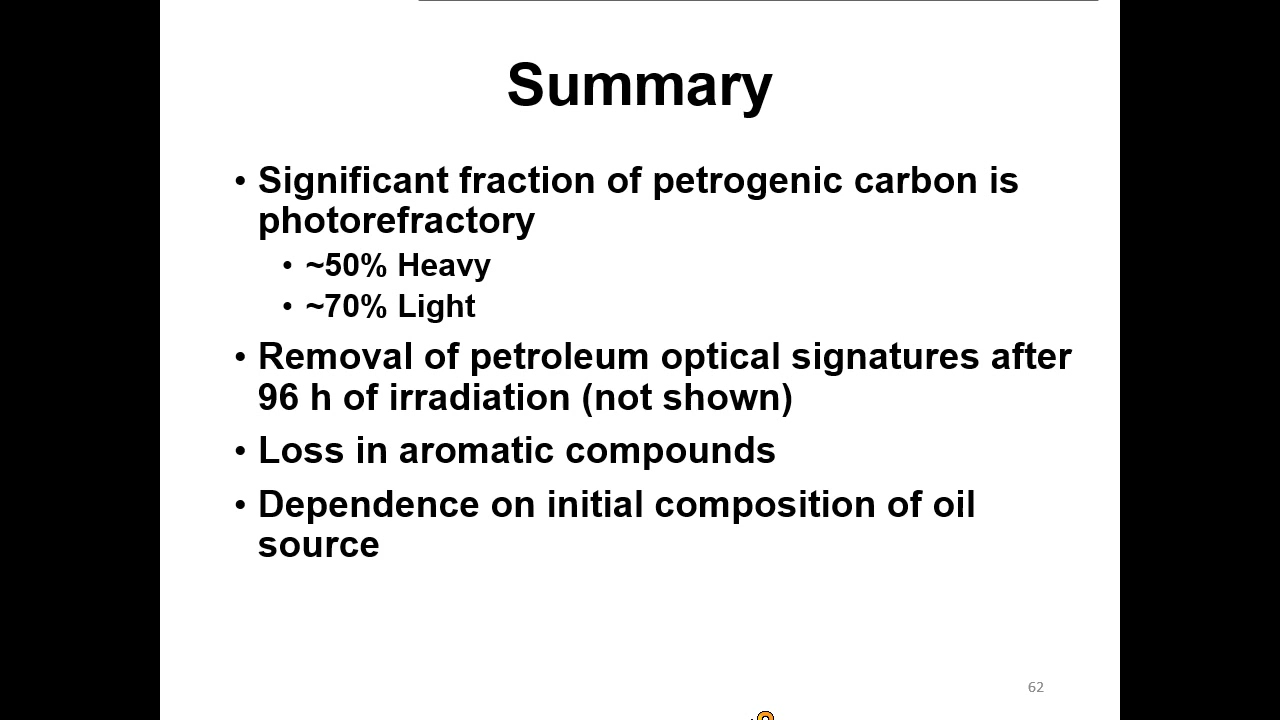 Summary
• Significant fraction of petrogenic carbon is
photorefractory
• ~50% Heavy
• ~70% Light
• Removal of petroleum optical signatures after
96 h of irradiation (not shown)
• Loss in aromatic compounds
• Dependence on initial composition of oil
source
62